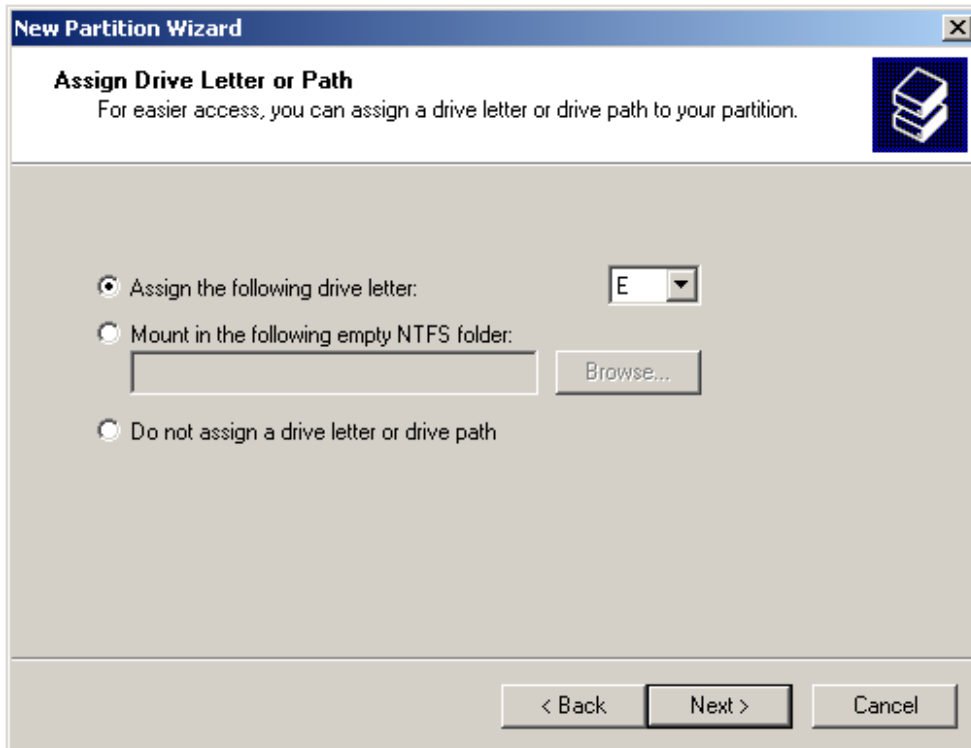 New Partition Wizard
Assign Drive Letter or Path
For easier access, you can assign a drive letter or drive path to your partition.
Assign the following drive letter:
E
Mount in the following empty NTFS folder:
Browse...
Do not assign a drive letter or drive path
< Back
Next >
Cancel